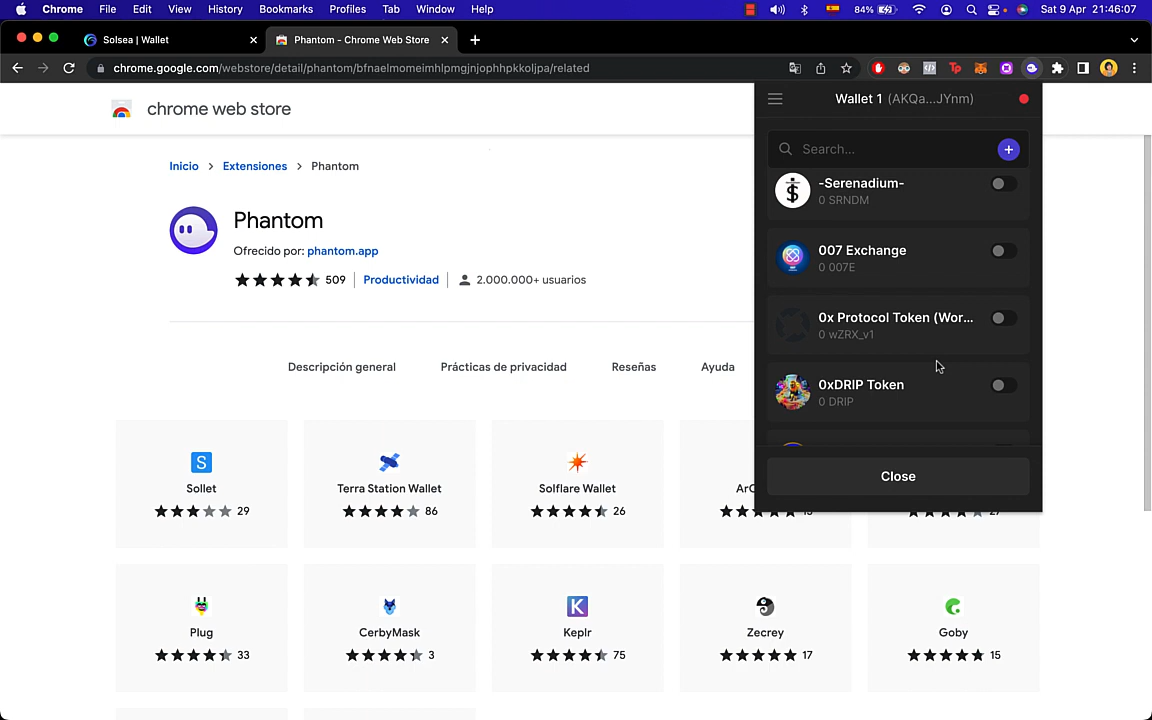 Chrome File Edit View History Bookmarks Profiles Tab Window Help 84% Sat 9 Apr 21:46:07
Solsea | Wallet Phantom - Chrome Web Store
chrome.google.com/webstore/detail/phantom/bfnaelmomeimhlpmgjnjophhpkkoljpa/related
chrome web store
Inicio > Extensiones > Phantom
Phantom
Ofrecido por: phantom.app
509 Productividad 2.000.000+ usuarios
Descripción general Prácticas de privacidad Reseñas Ayuda
Sollet
29
Terra Station Wallet
86
Solflare Wallet
26
Plug
33
CerbyMask
3
Keplr
75
Zecrey
17
Goby
15
Wallet 1 (AKQa...JYnm)
Search...
-Serenadium-
0 SRNDM
007 Exchange
0 007E
0x Protocol Token (Wor...
0 wZRX_v1
0xDRIP Token
0 DRIP
Close